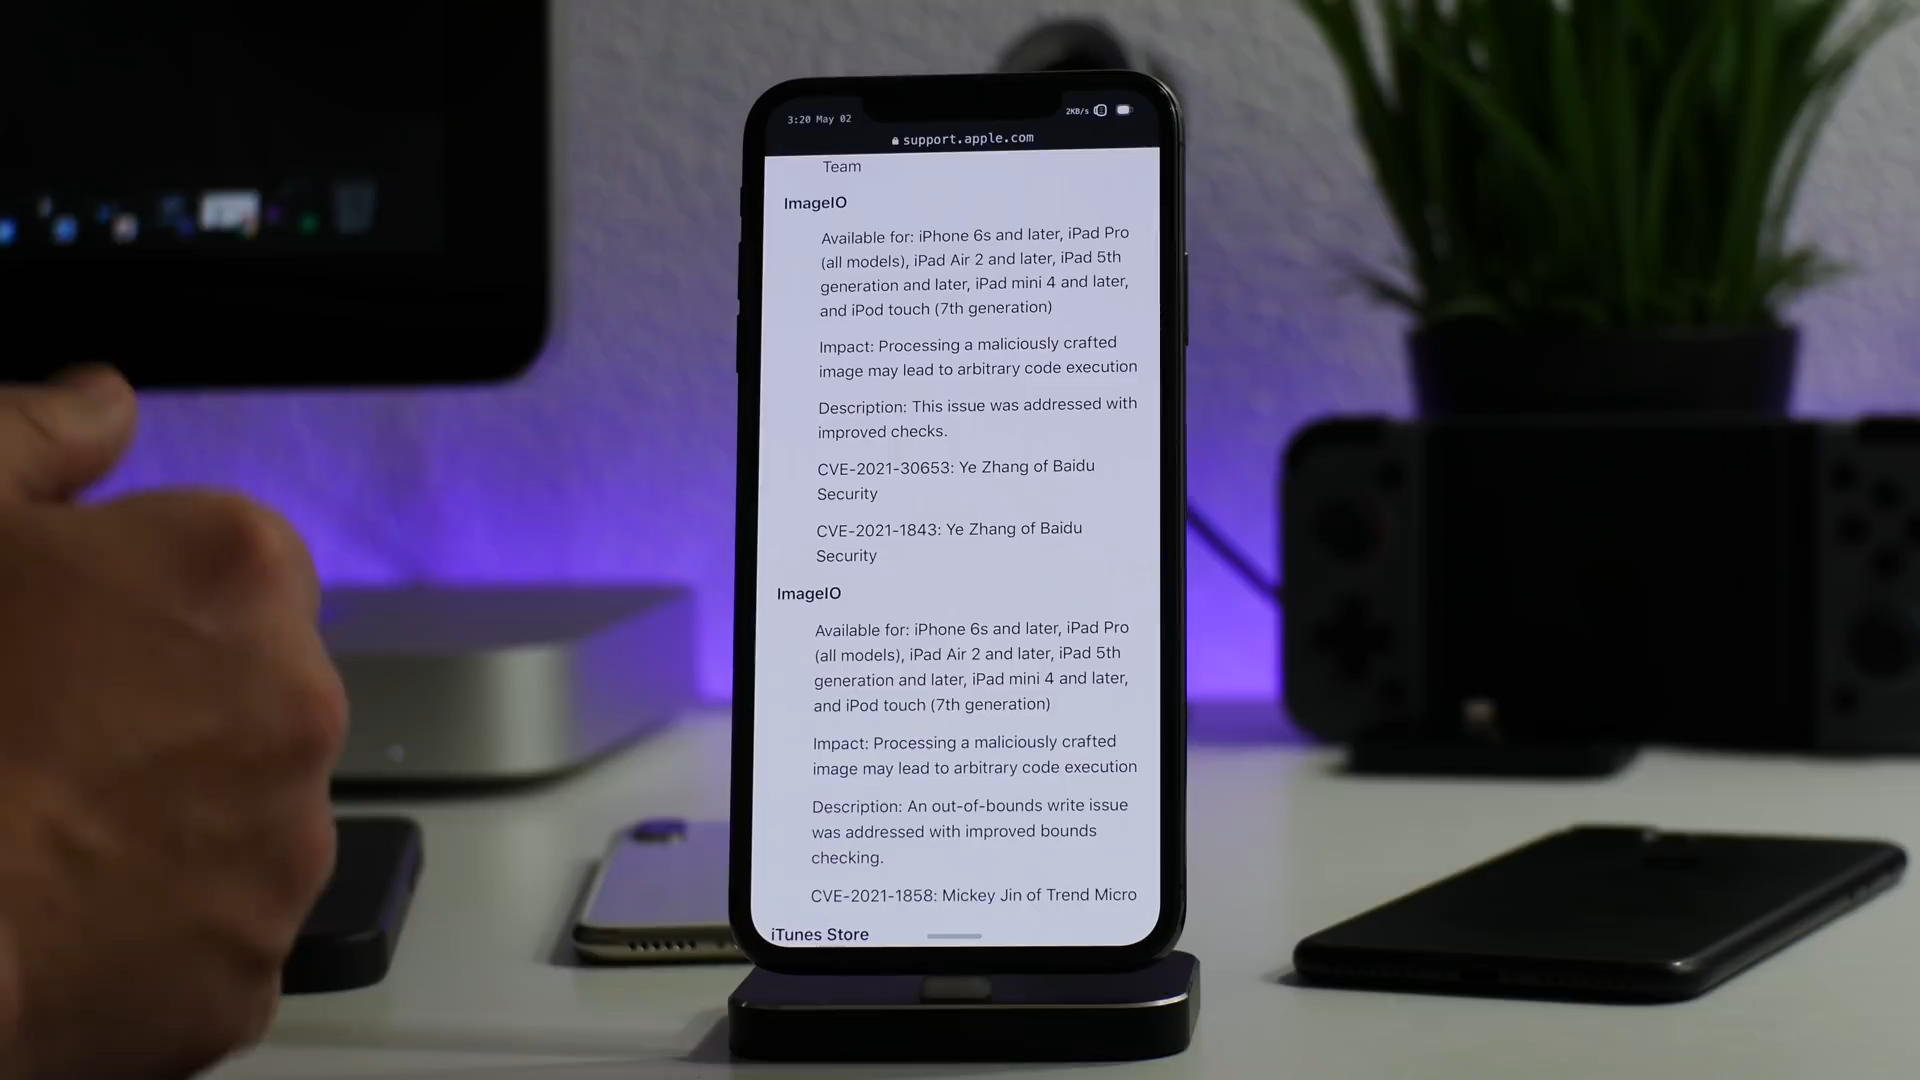 3:20 May 02
2KB/s
support.apple.com
Team
ImageIO
Available for: iPhone 6s and later, iPad Pro
(all models), iPad Air 2 and later, iPad 5th
generation and later, iPad mini 4 and later,
and iPod touch (7th generation)
Impact: Processing a maliciously crafted
image may lead to arbitrary code execution
Description: This issue was addressed with
improved checks.
CVE-2021-30653: Ye Zhang of Baidu
Security
CVE-2021-1843: Ye Zhang of Baidu
Security
ImageIO
Available for: iPhone 6s and later, iPad Pro
(all models), iPad Air 2 and later, iPad 5th
generation and later, iPad mini 4 and later,
and iPod touch (7th generation)
Impact: Processing a maliciously crafted
image may lead to arbitrary code execution
Description: An out-of-bounds write issue
was addressed with improved bounds
checking.
CVE-2021-1858: Mickey Jin of Trend Micro
iTunes Store